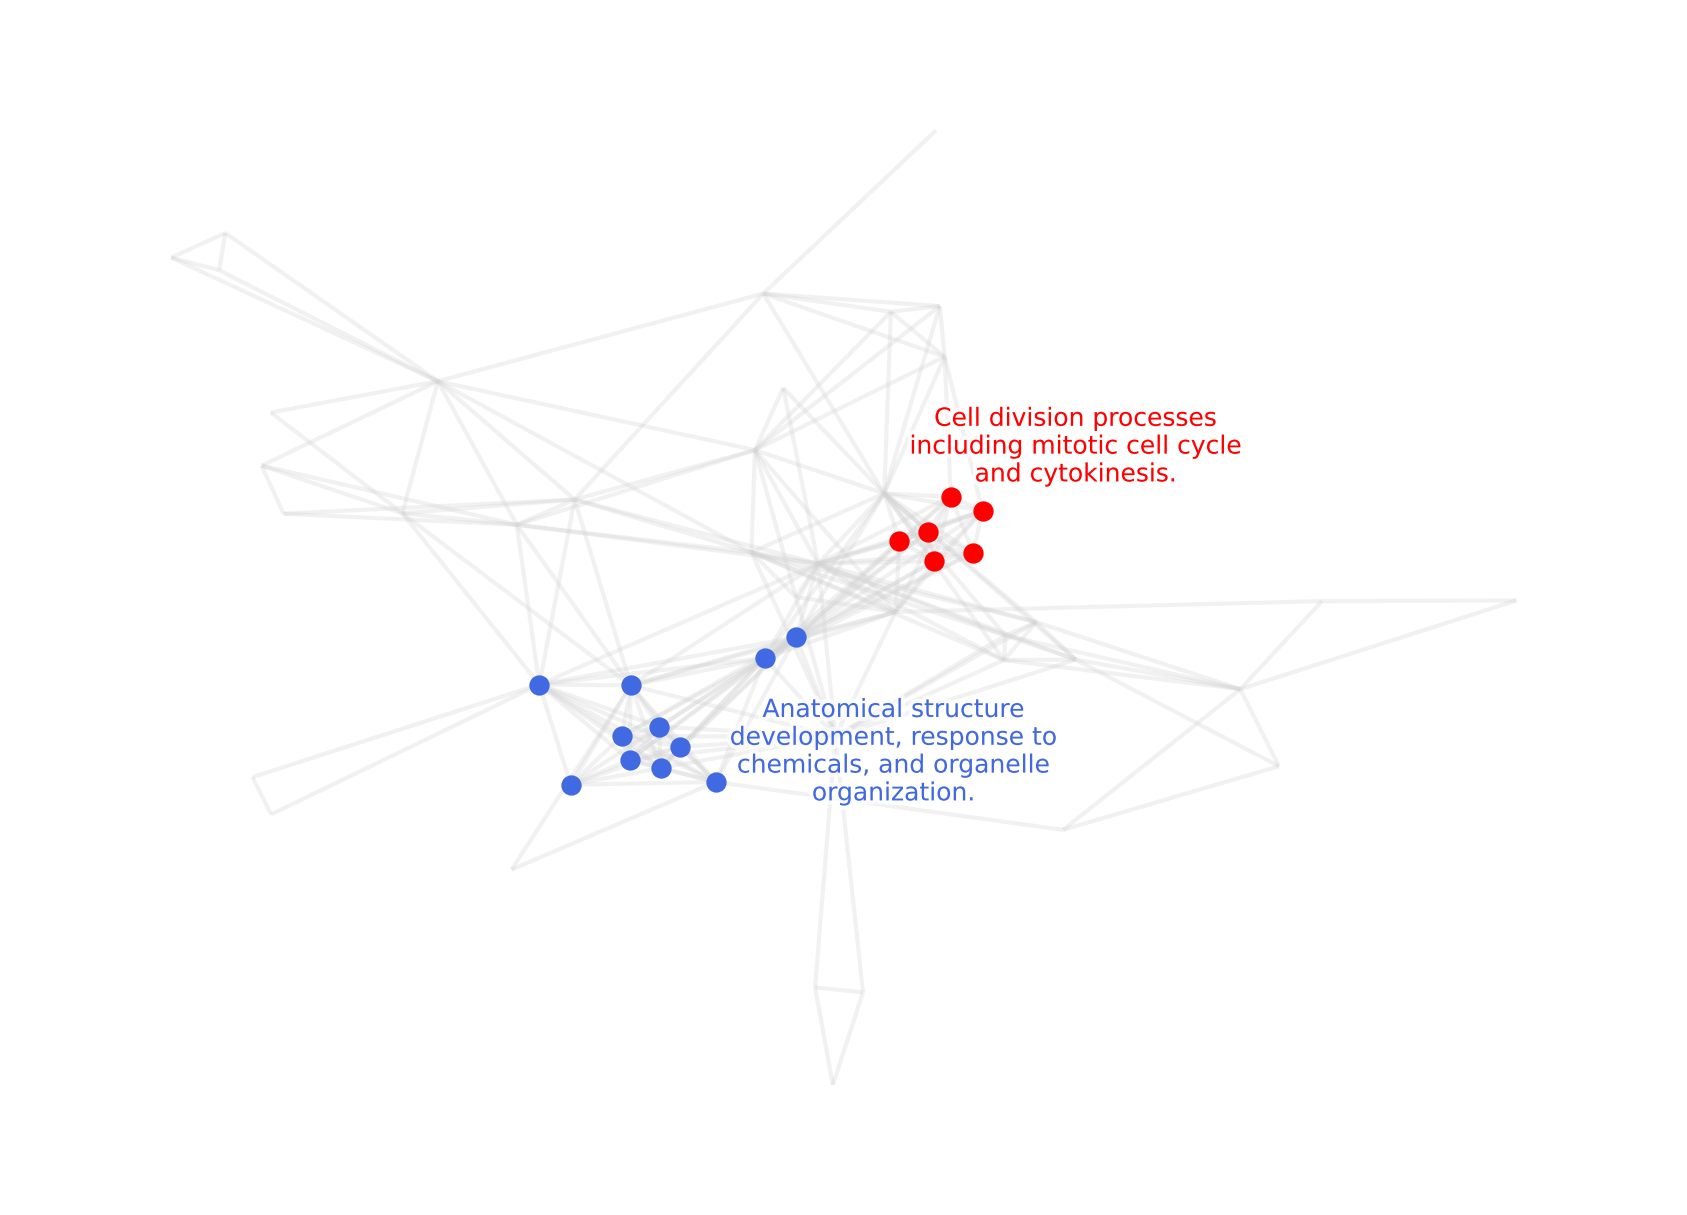 Cell division processes
including mitotic cell cycle
and cytokinesis.
Anatomical structure
development, response to
chemicals, and organelle
organization.